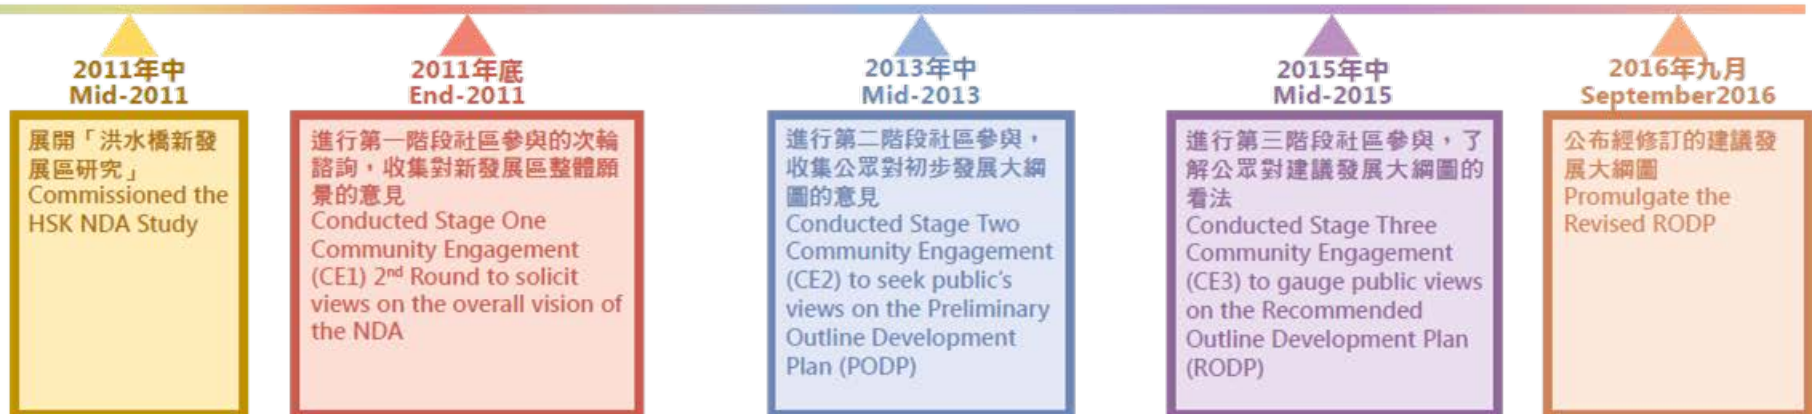 2011年中
Mid-2011
展開「洪水橋新發
展區研究」
Commissioned the
HSK NDA Study
2011年底
End-2011
進行第一階段社區參與的次輪
諮詢，收集對新發展區整體願
景的意見
Conducted Stage One
Community Engagement
(CE1) 2nd Round to solicit
views on the overall vision of
the NDA
2013年中
Mid-2013
進行第二階段社區參與，
收集公眾對初步發展大綱
圖的意見
Conducted Stage Two
Community Engagement
(CE2) to seek public's
views on the Preliminary
Outline Development
Plan (PODP)
2015年中
Mid-2015
進行第三階段社區參與，了
解公眾對建議發展大綱圖的
看法
Conducted Stage Three
Community Engagement
(CE3) to gauge public views
on the Recommended
Outline Development Plan
(RODP)
2016年九月
September2016
公布經修訂的建議發
展大綱圖
Promulgate the
Revised RODP